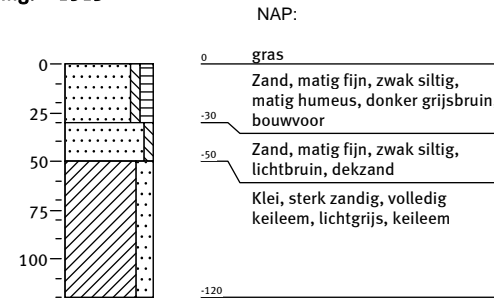 NAP:
0
25
50
75
100
0
gras
Zand, matig fijn, zwak siltig,
matig humeus, donker grijsbruin
-30
bouwvoor
-50
Zand, matig fijn, zwak siltig,
lichtbruin, dekzand
Klei, sterk zandig, volledig
keileem, lichtgrijs, keileem
-120